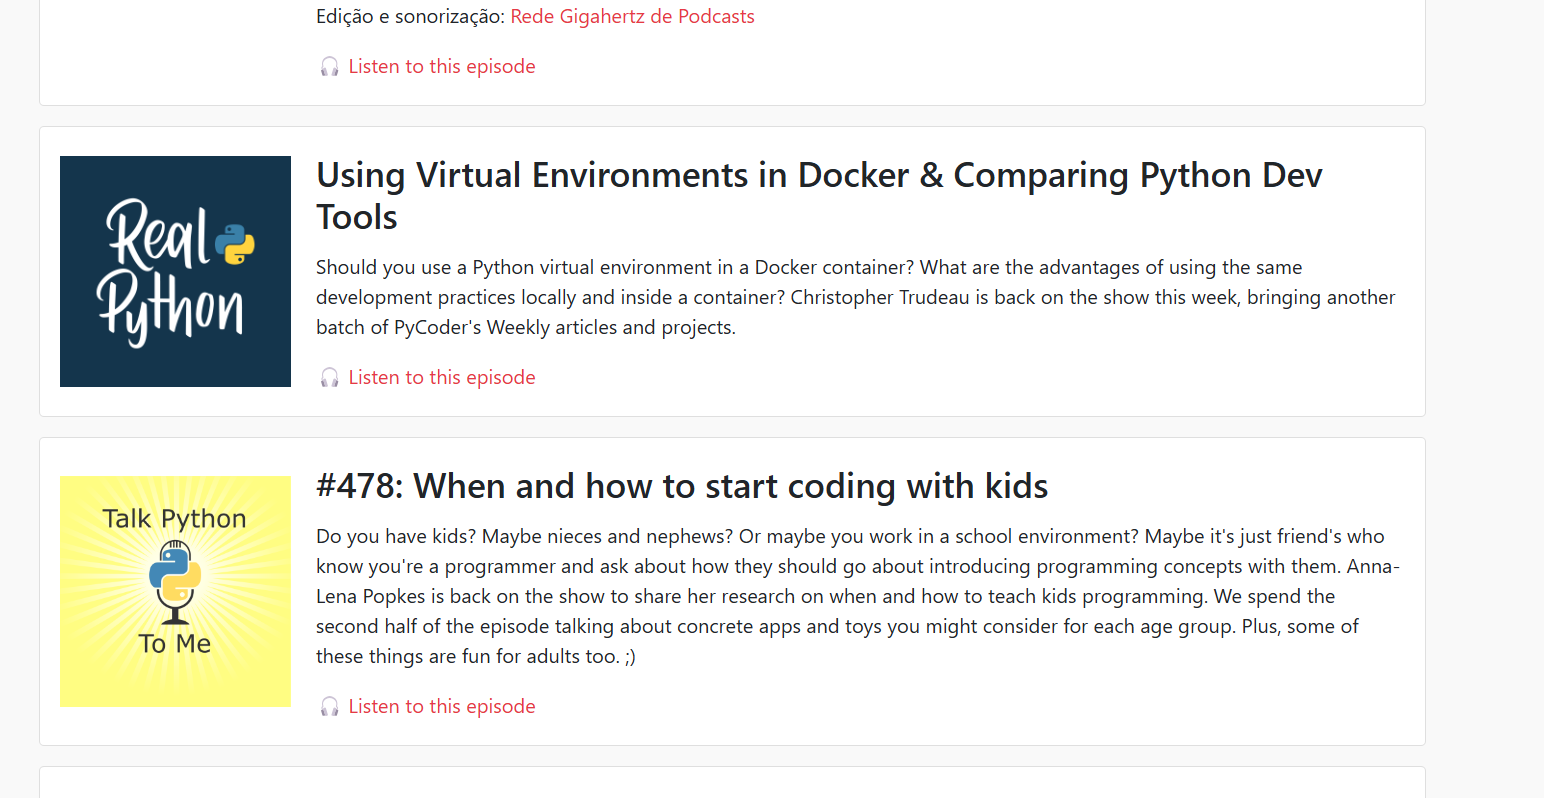 Edição e sonorização: Rede Gigahertz de Podcasts
🎧 Listen to this episode
Real
Python
Using Virtual Environments in Docker & Comparing Python Dev
Tools
Should you use a Python virtual environment in a Docker container? What are the advantages of using the same
development practices locally and inside a container? Christopher Trudeau is back on the show this week, bringing another
batch of PyCoder's Weekly articles and projects.
🎧 Listen to this episode
Talk Python
To Me
#478: When and how to start coding with kids
Do you have kids? Maybe nieces and nephews? Or maybe you work in a school environment? Maybe it's just friend's who
know you're a programmer and ask about how they should go about introducing programming concepts with them. Anna-
Lena Popkes is back on the show to share her research on when and how to teach kids programming. We spend the
second half of the episode talking about concrete apps and toys you might consider for each age group. Plus, some of
these things are fun for adults too. ;)
🎧 Listen to this episode